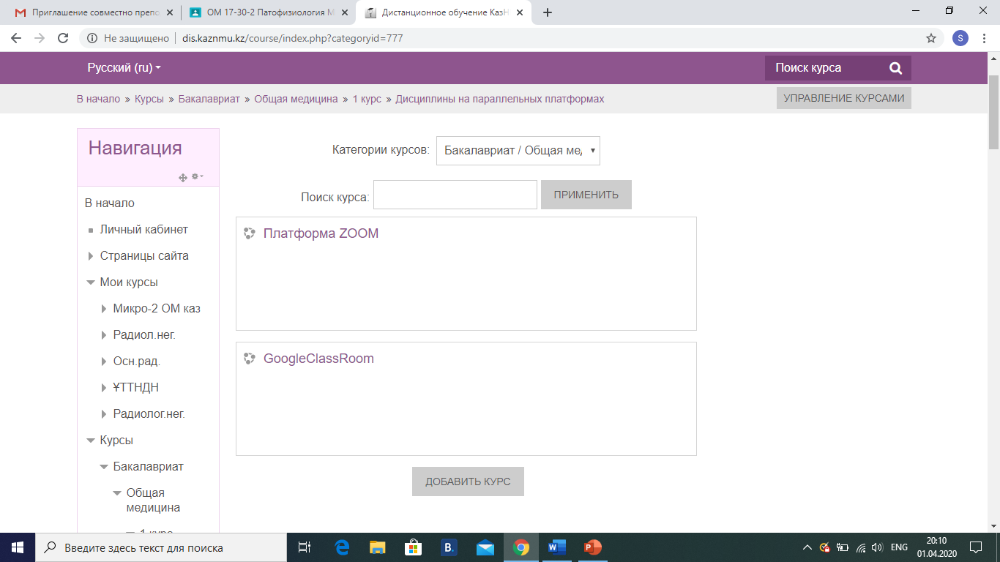 Приглашение совместно препо
ОМ 17-30-2 Патофизиология М
Дистанционное обучение КазН
Не защищено
dis.kaznmu.kz/course/index.php?categoryid=777
S
Русский (ru)
Поиск курса
В начало » Курсы » Бакалавриат » Общая медицина » 1 курс » Дисциплины на параллельных платформах
УПРАВЛЕНИЕ КУРСАМИ
Навигация
В начало
Личный кабинет
Страницы сайта
Мои курсы
Микро-2 ОМ каз
Радиол.нег.
Осн.рад.
ҰТТНДН
Радиолог.нег.
Курсы
Бакалавриат
Общая
медицина
1 курс
Категории курсов:
Бакалавриат / Общая ме
Поиск курса:
ПРИМЕНИТЬ
Платформа ZOOM
GoogleClassRoom
ДОБАВИТЬ КУРС
Введите здесь текст для поиска
B.
ENG
20:10
01.04.2020